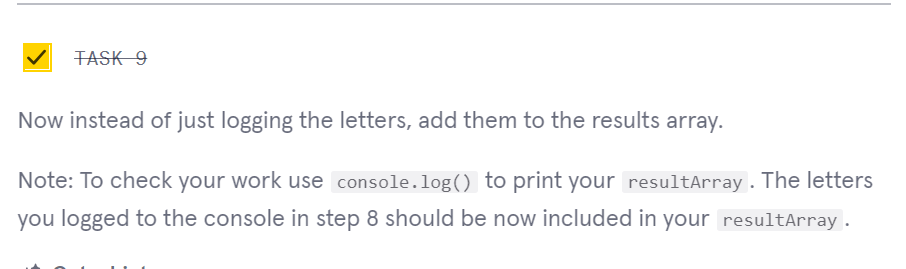 TASK 9
Now instead of just logging the letters, add them to the results array.
Note: To check your work use console.log() to print your resultArray. The letters
you logged to the console in step 8 should be now included in your resultArray.